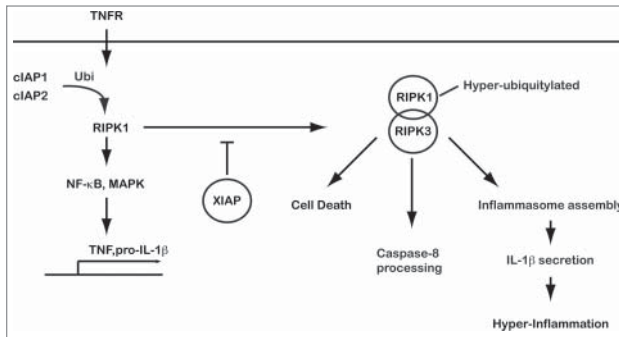 TNFR
cIAP1
Ubi
cIAP2
RIPK1
NF-κB, MAPK
TNF,pro-IL-1β
XIAP
RIPK1
Hyper-ubiquitylated
RIPK3
Cell Death
Caspase-8
processing
Inflammasome assembly
IL-1β secretion
Hyper-Inflammation